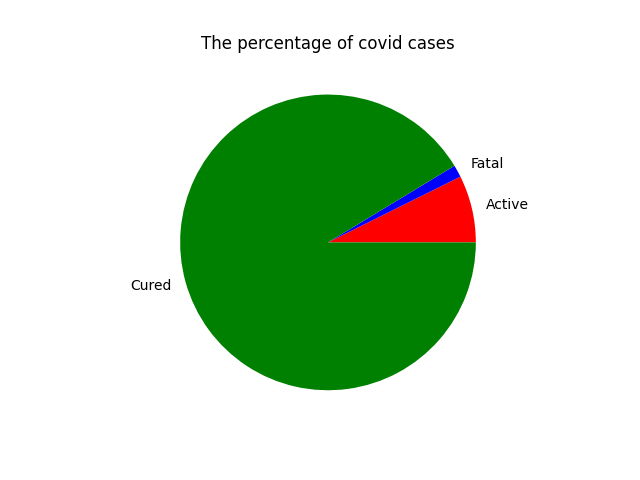 The percentage of covid cases
Fatal
Active
Cured